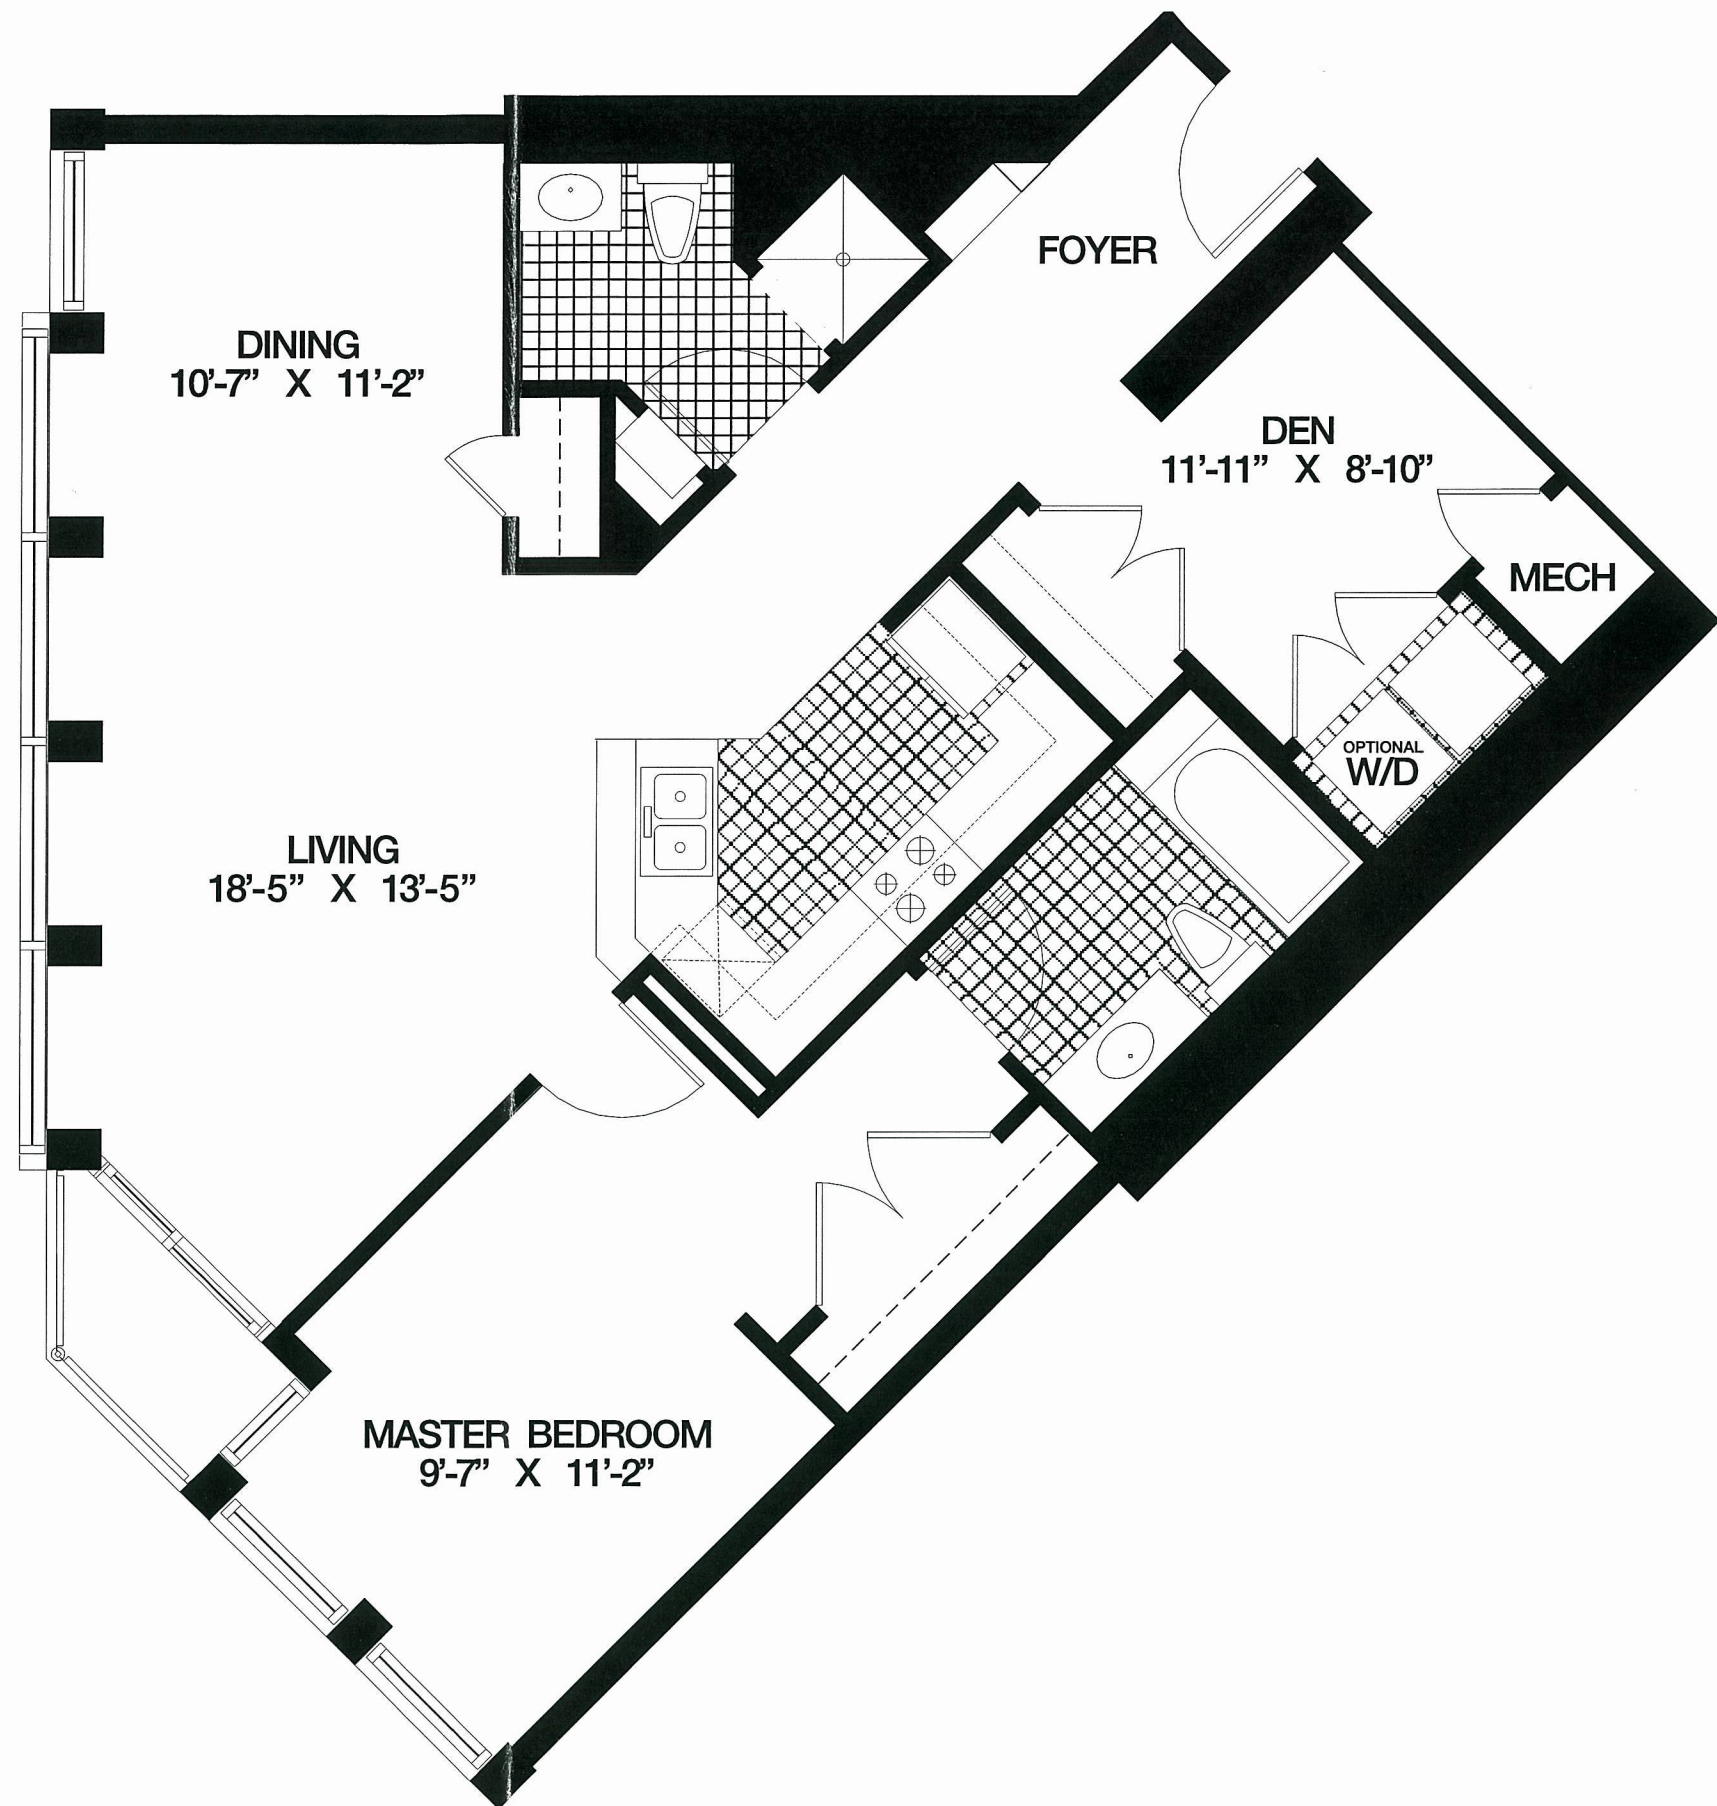 FOYER
DINING
10'-7" X 11'-2"
DEN
11'-11" X 8'-10"
MECH
OPTIONAL
W/D
LIVING
18'-5" X 13'-5"
MASTER BEDROOM
9'-7" X 11'-2"